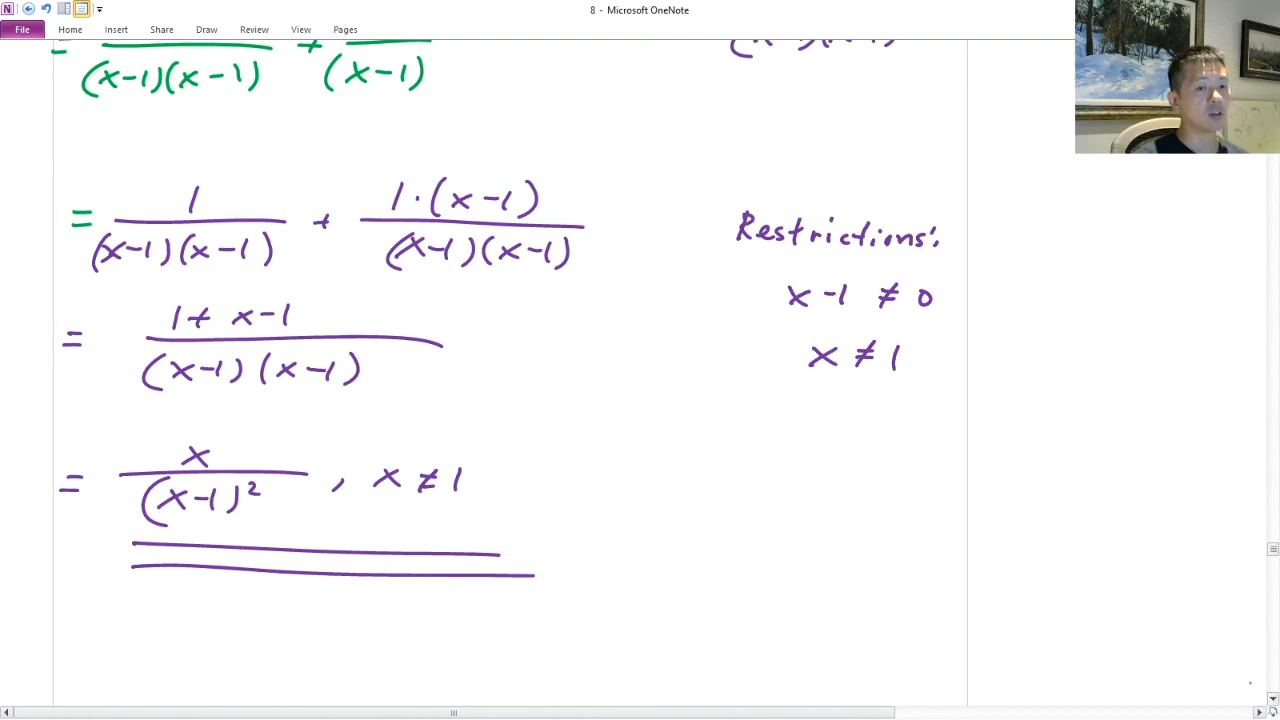 8 - Microsoft OneNote
File Home Insert Share Draw Review View Pages
(x-1)(x-1) + (x-1)
= 1/((x-1)(x-1)) + (1·(x-1))/((x-1)(x-1))
Restrictions:
x-1 ≠ 0
x ≠ 1
= (1+x-1)/((x-1)(x-1))
= x/(x-1)², x ≠ 1